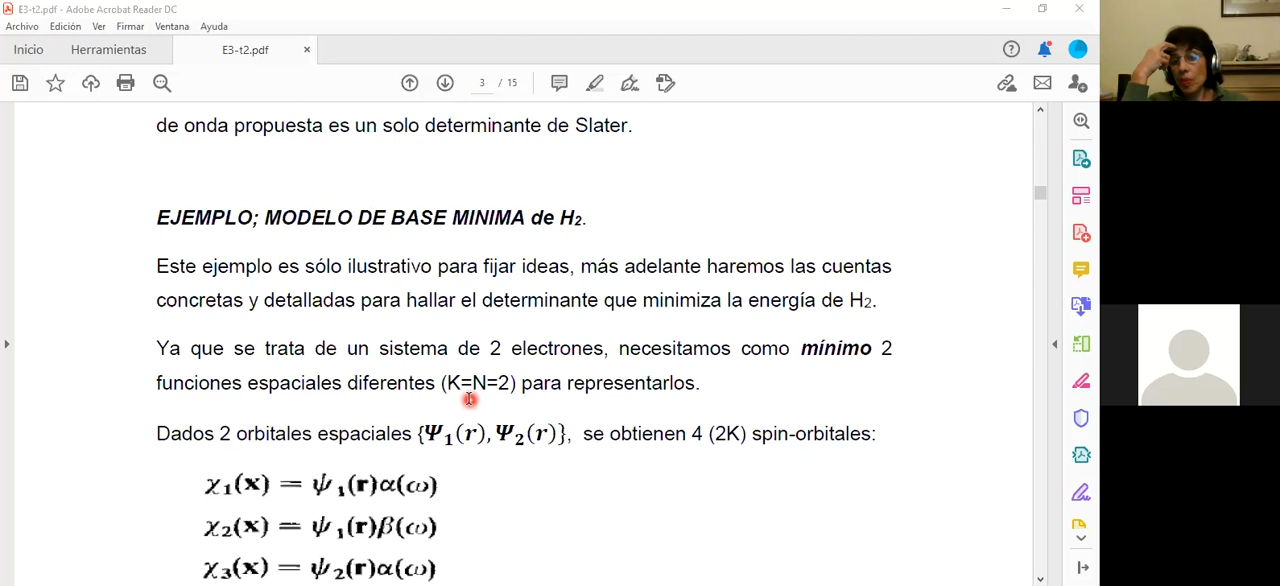 E3-t2.pdf - Adobe Acrobat Reader DC
Archivo Edición Ver Firmar Ventana Ayuda
Inicio Herramientas E3-t2.pdf ×
3 / 15
de onda propuesta es un solo determinante de Slater.
EJEMPLO; MODELO DE BASE MINIMA de H₂.
Este ejemplo es sólo ilustrativo para fijar ideas, más adelante haremos las cuentas
concretas y detalladas para hallar el determinante que minimiza la energía de H₂.
Ya que se trata de un sistema de 2 electrones, necesitamos como mínimo 2
funciones espaciales diferentes (K=N=2) para representarlos.
Dados 2 orbitales espaciales {Ψ₁(r), Ψ₂(r)}, se obtienen 4 (2K) spin-orbitales:
χ₁(x) = ψ₁(r)α(ω)
χ₂(x) = ψ₁(r)β(ω)
χ₃(x) = ψ₂(r)α(ω)